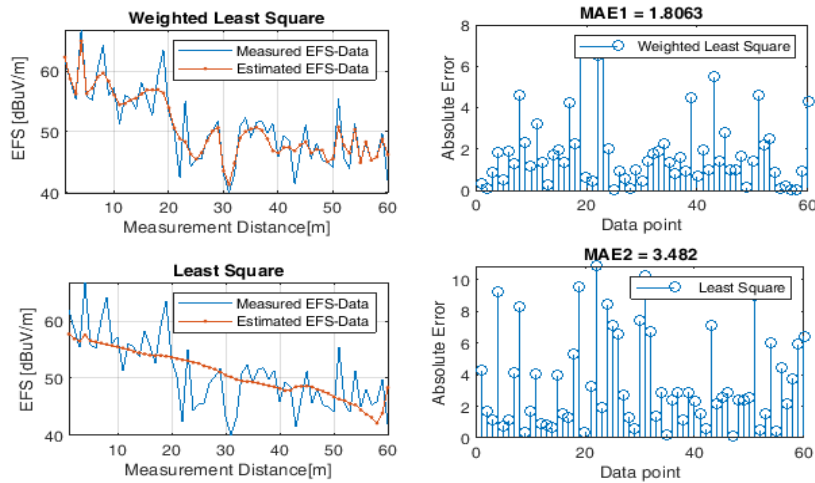 Weighted Least Square
EFS [dBuV/m]
60
50
40
Measured EFS-Data
Estimated EFS-Data
10 20 30 40 50 60
Measurement Distance[m]
MAE1 = 1.8063
Absolute Error
8
6
4
2
0
Weighted Least Square
0 20 40 60
Data point
Least Square
EFS [dBuV/m]
60
50
40
Measured EFS-Data
Estimated EFS-Data
10 20 30 40 50 60
Measurement Distance[m]
MAE2 = 3.482
Absolute Error
10
8
6
4
2
0
Least Square
0 20 40 60
Data point